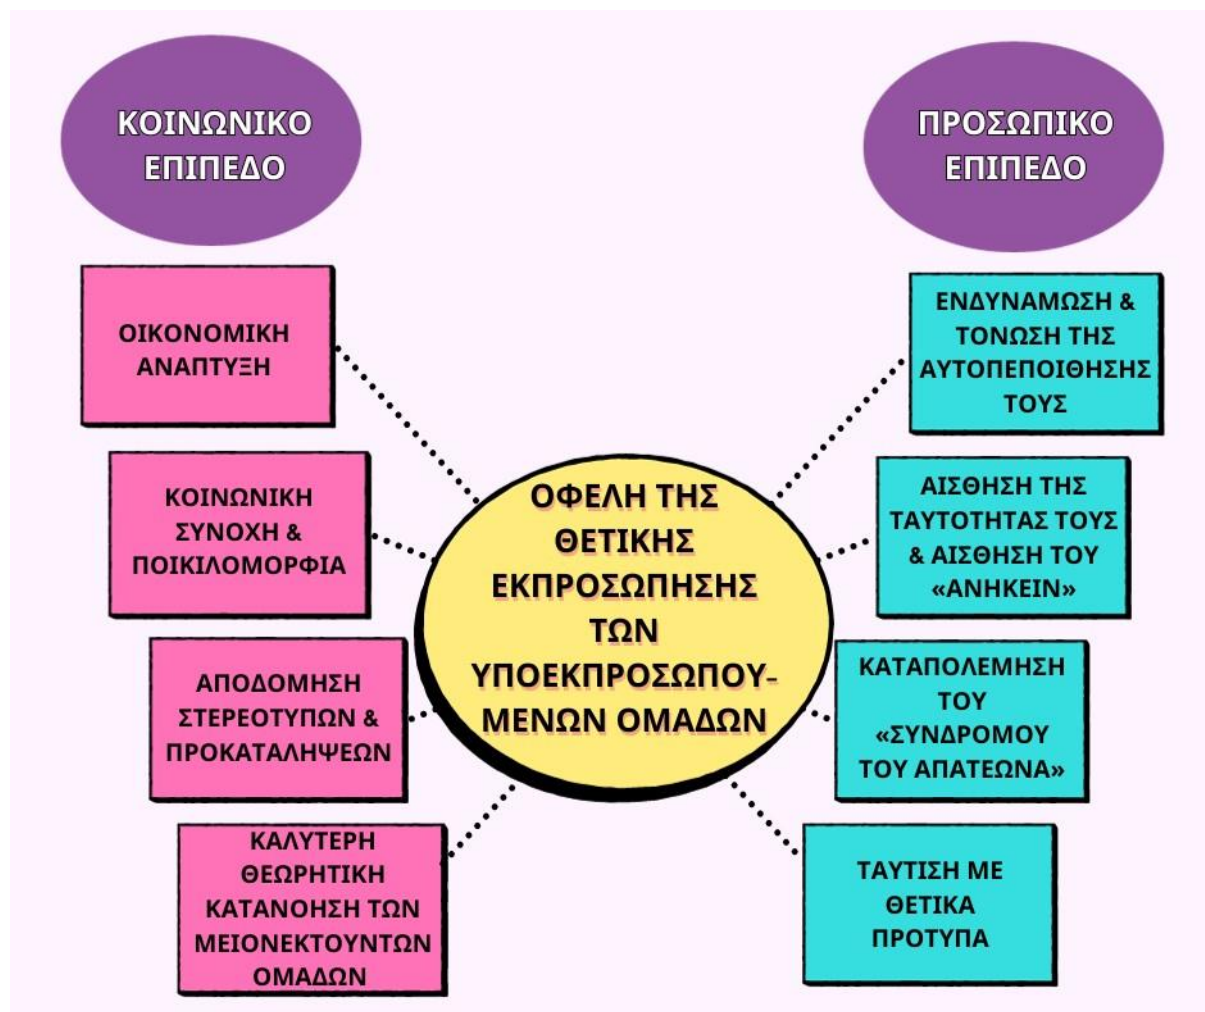 ΚΟΙΝΩΝΙΚΟ
ΕΠΙΠΕΔΟ
ΠΡΟΣΩΠΙΚΟ
ΕΠΙΠΕΔΟ
ΟΙΚΟΝΟΜΙΚΗ
ΑΝΑΠΤΥΞΗ
ΚΟΙΝΩΝΙΚΗ
ΣΥΝΟΧΗ &
ΠΟΙΚΙΛΟΜΟΡΦΙΑ
ΑΠΟΔΟΜΗΣΗ
ΣΤΕΡΕΟΤΥΠΩΝ &
ΠΡΟΚΑΤΑΛΗΨΕΩΝ
ΚΑΛΥΤΕΡΗ
ΘΕΩΡΗΤΙΚΗ
ΚΑΤΑΝΟΗΣΗ ΤΩΝ
ΜΕΙΟΝΕΚΤΟΥΝΤΩΝ
ΟΜΑΔΩΝ
ΟΦΕΛΗ ΤΗΣ
ΘΕΤΙΚΗΣ
ΕΚΠΡΟΣΩΠΗΣΗΣ
ΤΩΝ
ΥΠΟΕΚΠΡΟΣΩΠΟΥ-
ΜΕΝΩΝ ΟΜΑΔΩΝ
ΕΝΔΥΝΑΜΩΣΗ &
ΤΟΝΩΣΗ ΤΗΣ
ΑΥΤΟΠΕΠΟΙΘΗΣΗΣ
ΤΟΥΣ
ΑΙΣΘΗΣΗ ΤΗΣ
ΤΑΥΤΟΤΗΤΑΣ ΤΟΥΣ
& ΑΙΣΘΗΣΗ ΤΟΥ
«ΑΝΗΚΕΙΝ»
ΚΑΤΑΠΟΛΕΜΗΣΗ
ΤΟΥ
«ΣΥΝΔΡΟΜΟΥ
ΤΟΥ ΑΠΑΤΕΩΝΑ»
ΤΑΥΤΙΣΗ ΜΕ
ΘΕΤΙΚΑ
ΠΡΟΤΥΠΑ